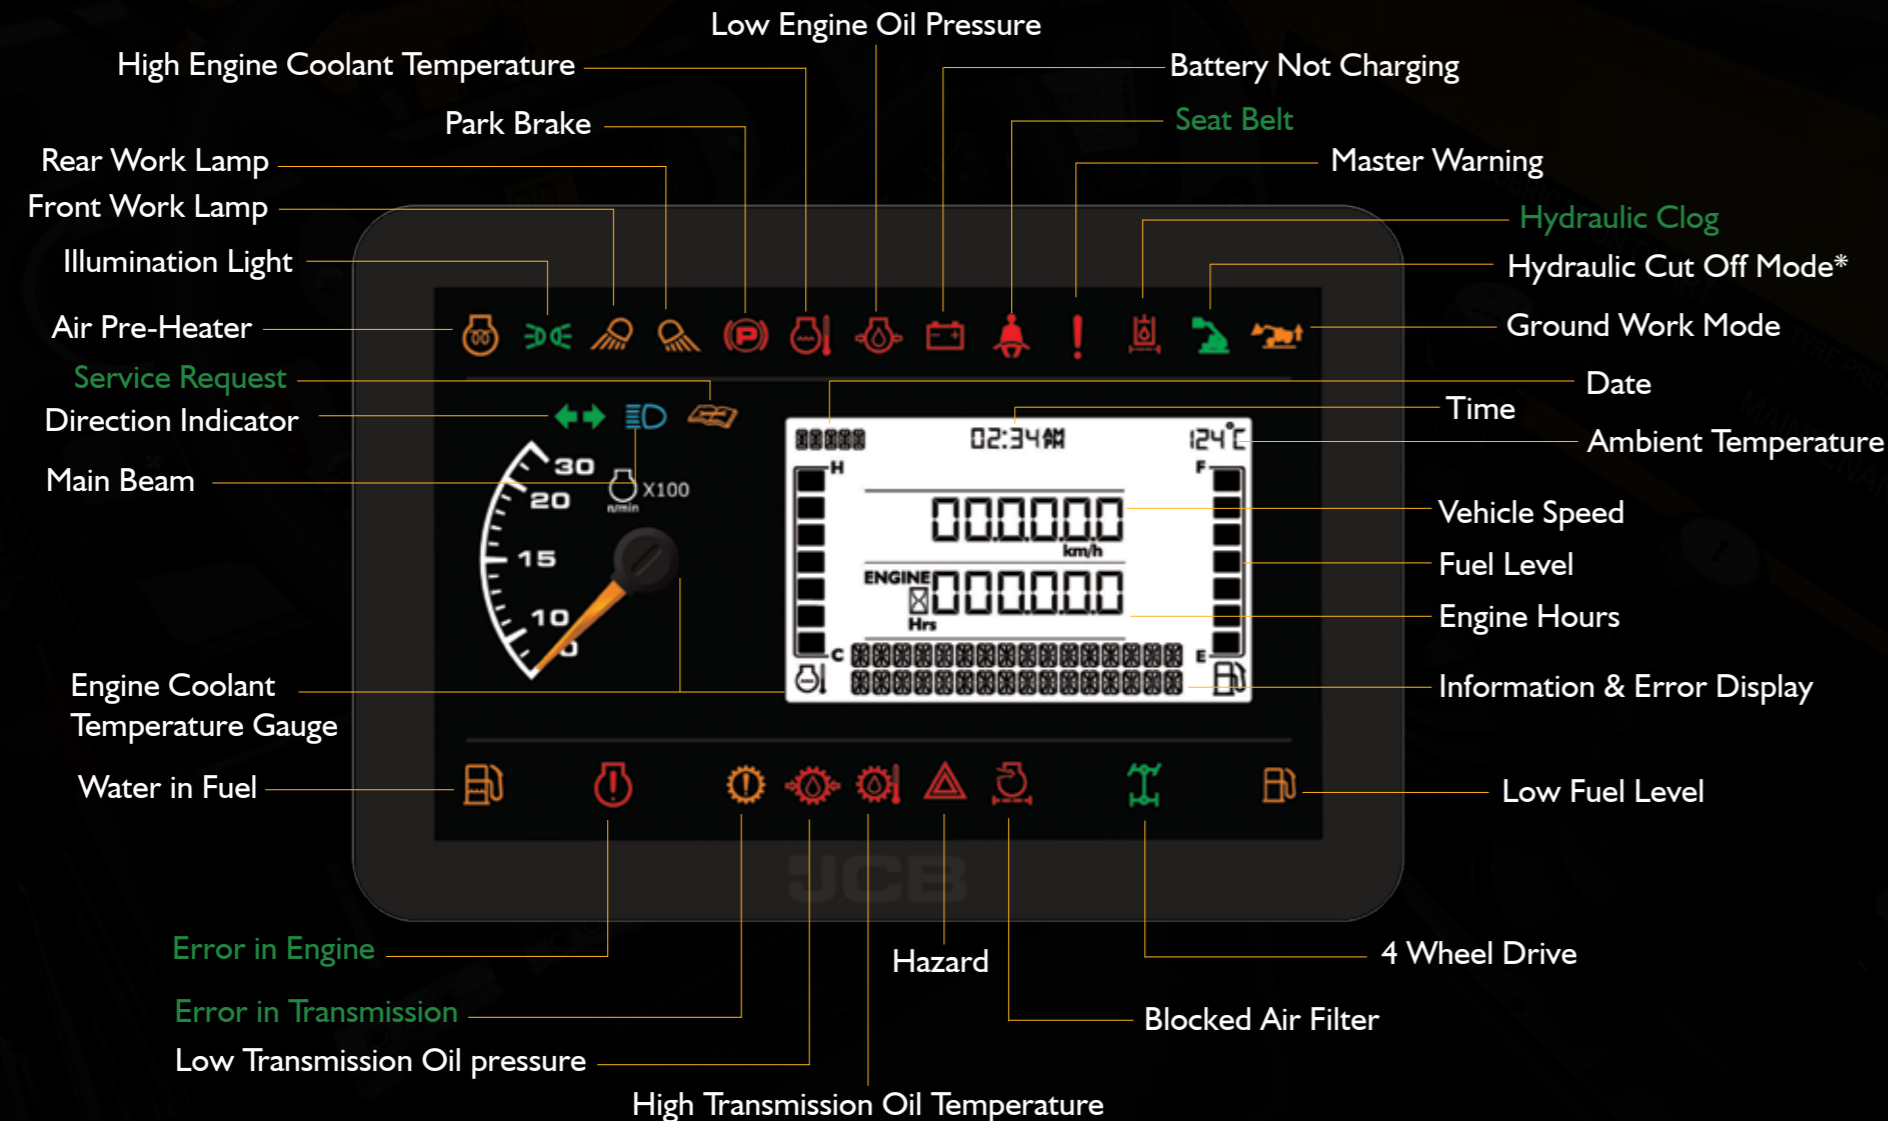 Low Engine Oil Pressure
High Engine Coolant Temperature
Battery Not Charging
Park Brake
Seat Belt
Rear Work Lamp
Master Warning
Front Work Lamp
Hydraulic Clog
Illumination Light
Hydraulic Cut Off Mode*
Air Pre-Heater
Ground Work Mode
Service Request
Date
Direction Indicator
Time
Ambient Temperature
Main Beam
02:34
124°C
H
F
30
20
15
10
0
X100
n/min
000000
km/h
ENGINE
000000
Hrs
C
E
P
Vehicle Speed
Fuel Level
Engine Hours
Information & Error Display
Engine Coolant
Temperature Gauge
Water in Fuel
Low Fuel Level
JCB
Error in Engine
Hazard
4 Wheel Drive
Error in Transmission
Blocked Air Filter
Low Transmission Oil pressure
High Transmission Oil Temperature